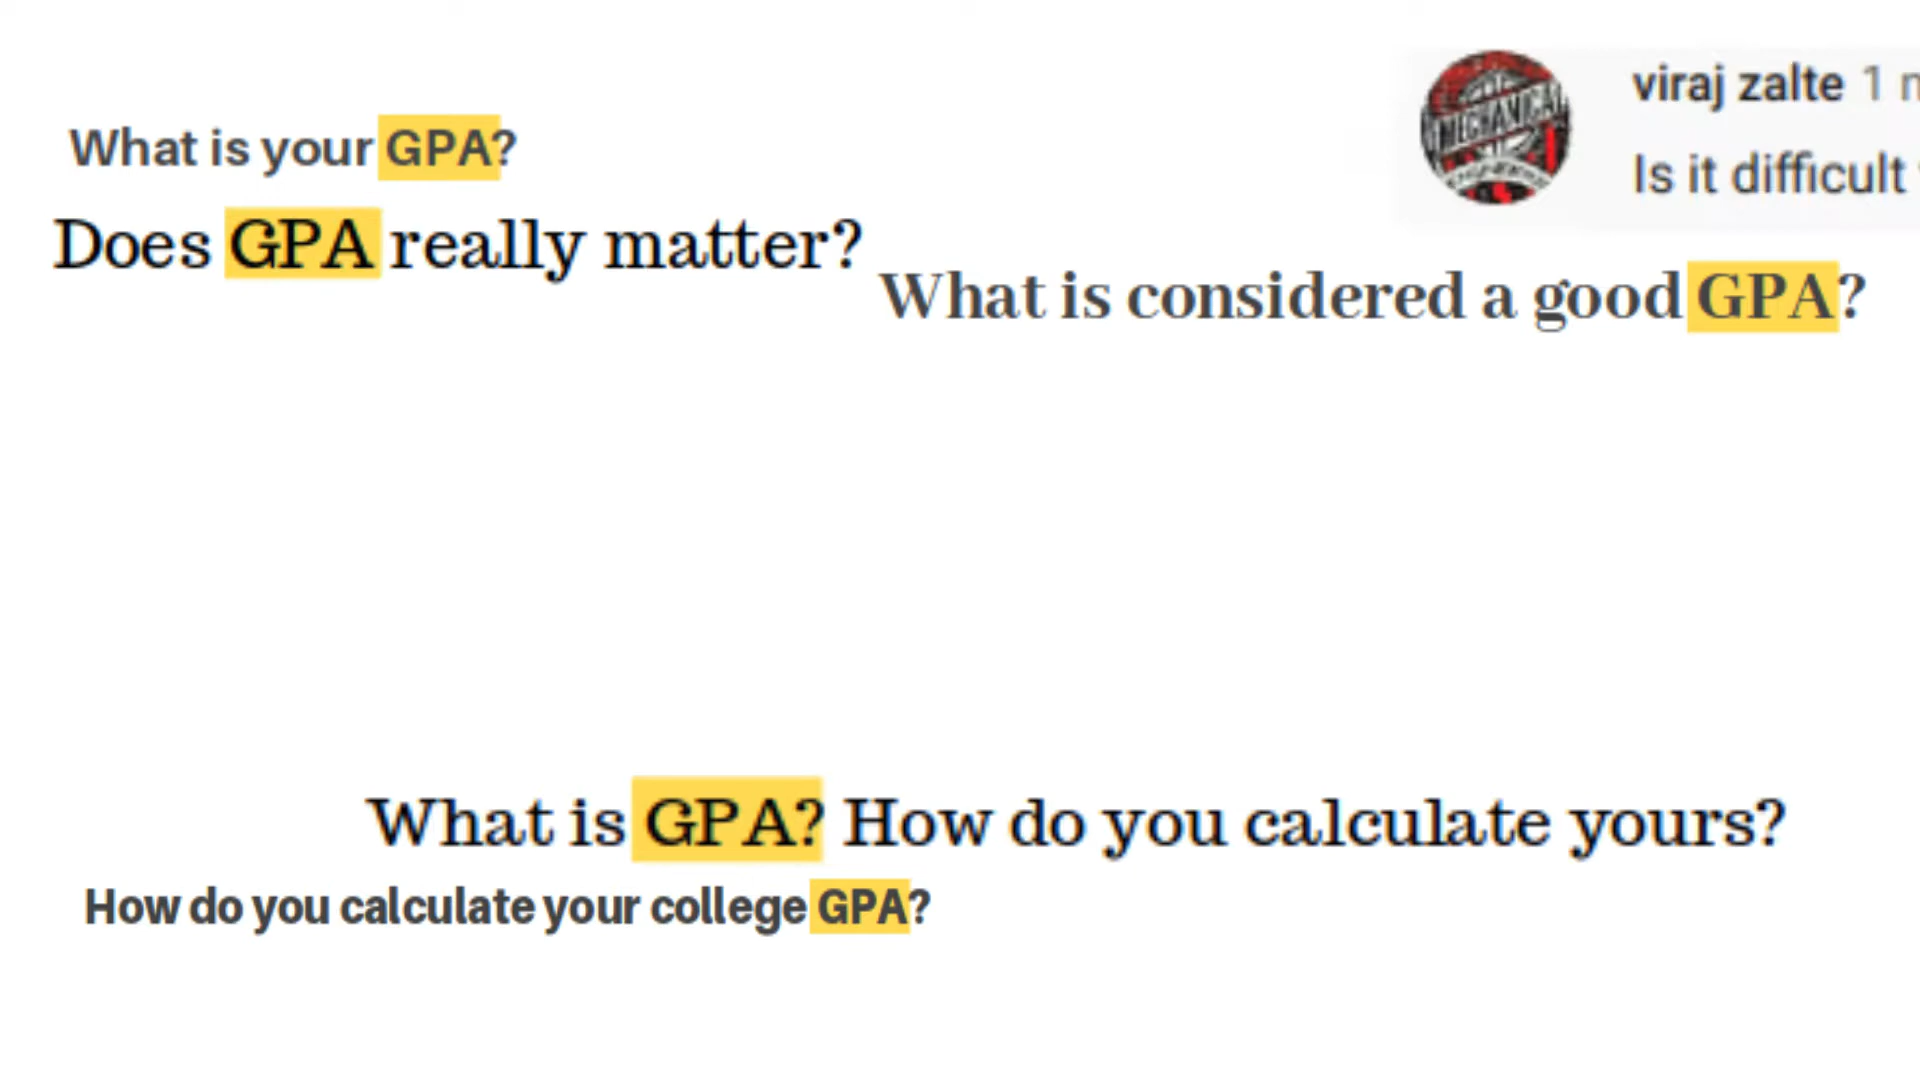 viraj zalte 1
Is it difficult
MECHANICAL
What is your GPA?
Does GPA really matter?
What is considered a good GPA?
What is GPA? How do you calculate yours?
How do you calculate your college GPA?